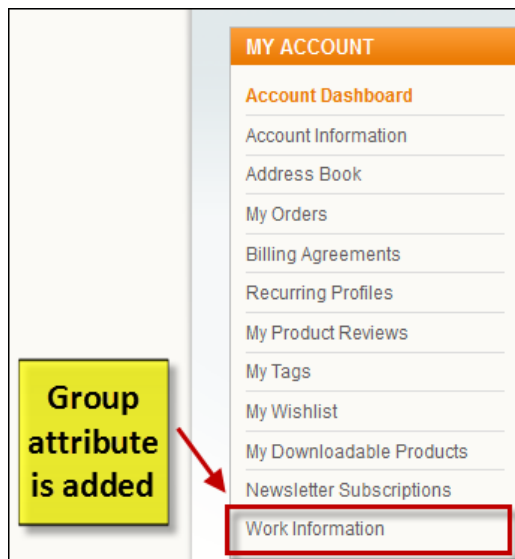 MY ACCOUNT
Account Dashboard
Account Information
Address Book
My Orders
Billing Agreements
Recurring Profiles
My Product Reviews
My Tags
My Wishlist
My Downloadable Products
Newsletter Subscriptions
Work Information
Group
attribute
is added